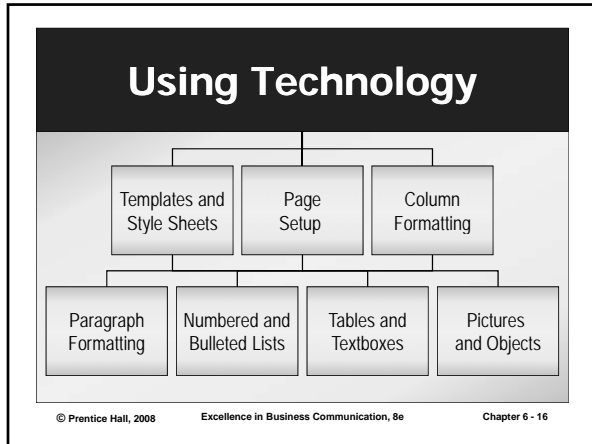 Using Technology
Templates and
Style Sheets
Page
Setup
Column
Formatting
Paragraph
Formatting
Numbered and
Bulleted Lists
Tables and
Textboxes
Pictures
and Objects
© Prentice Hall, 2008 Excellence in Business Communication, 8e Chapter 6 - 16